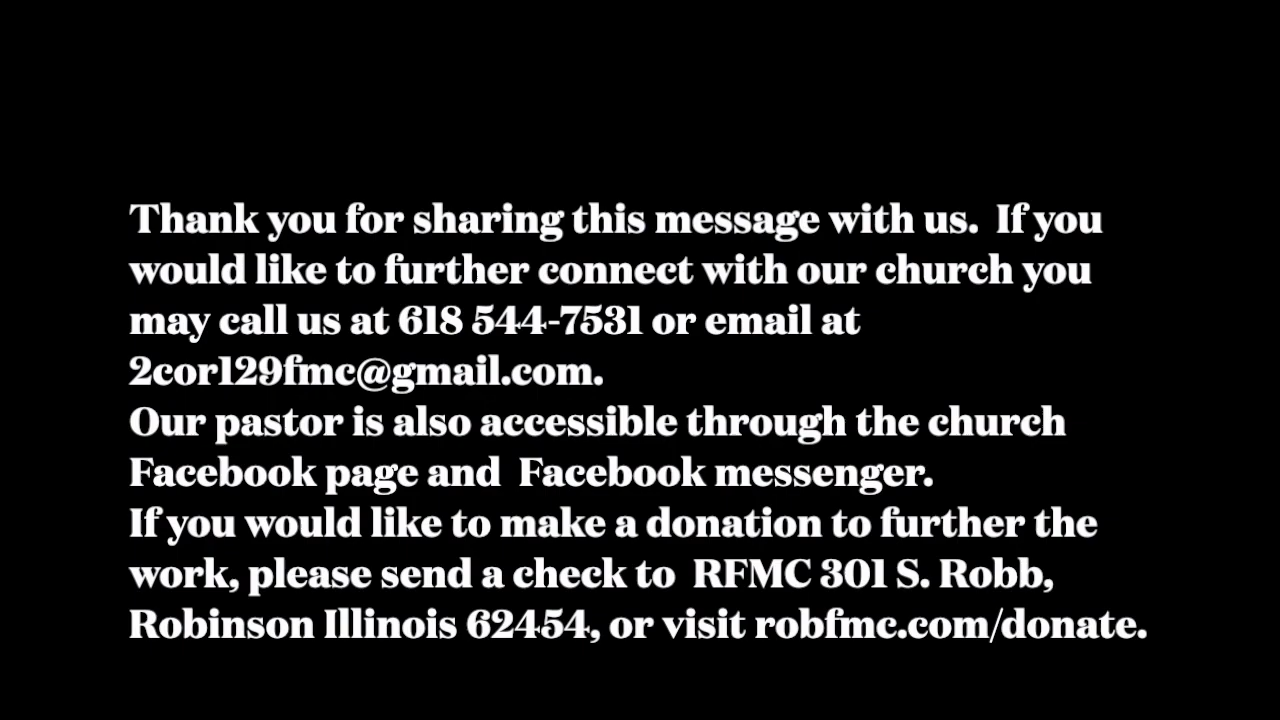 Thank you for sharing this message with us.  If you
would like to further connect with our church you
may call us at 618 544-7531 or email at
2cor129fmc@gmail.com.
Our pastor is also accessible through the church
Facebook page and  Facebook messenger.
If you would like to make a donation to further the
work, please send a check to  RFMC 301 S. Robb,
Robinson Illinois 62454, or visit robfmc.com/donate.